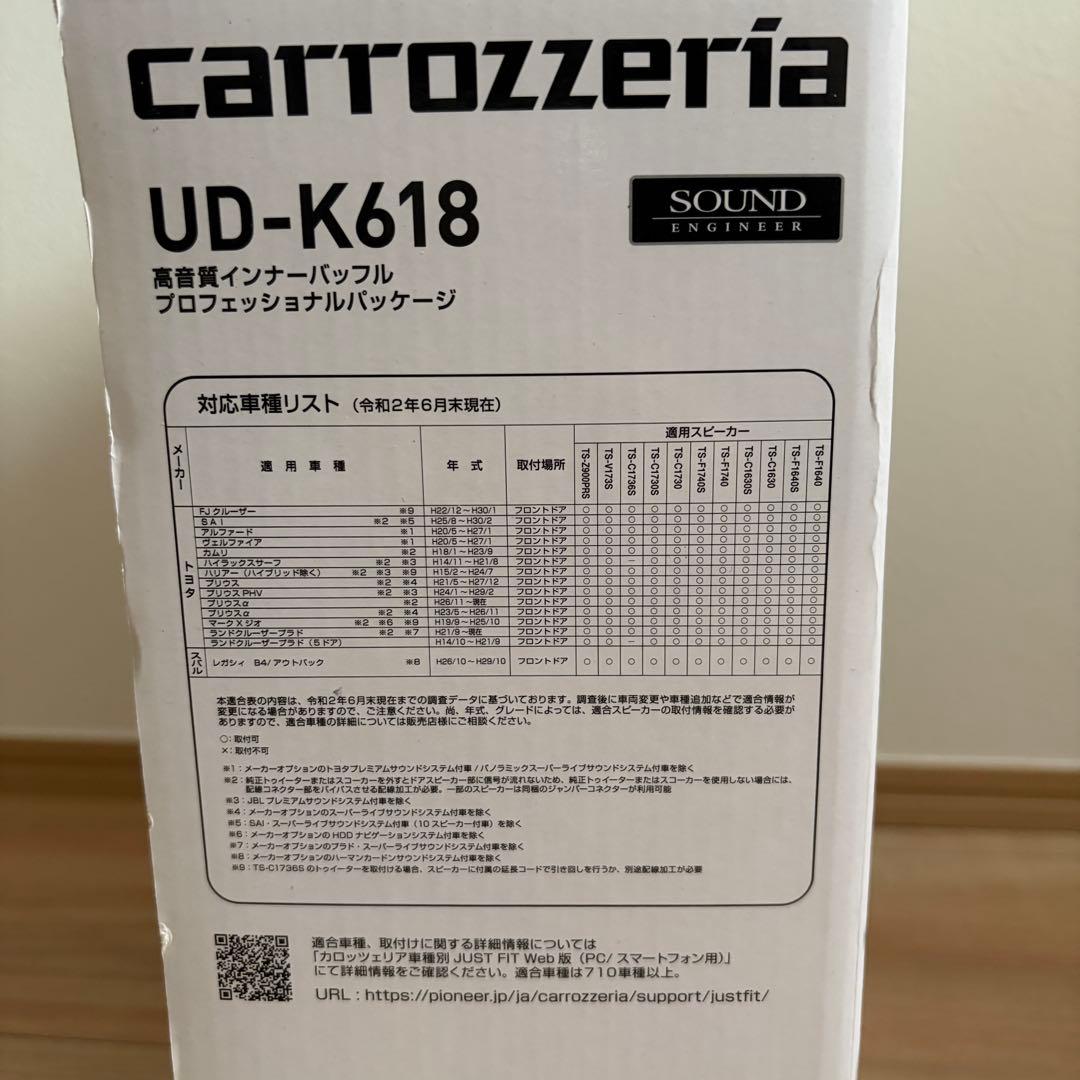 carrozzeria
UD-K618
SOUND
ENGINEER
高音質インナーバッフル
プロフェッショナルパッケージ
対応車種リスト（令和2年6月末現在）
メーカー 適用車種 年式 取付場所 適用スピーカー
TS-Z900PRS TS-V173S TS-C1736S TS-C1730S TS-C1730 TS-F1740S TS-F1740 TS-C1630S TS-C1630 TS-F1640S TS-F1640
トヨタ
FJクルーザー ※9 H22/12～H30/1 フロントドア ○ ○ ○ ○ ○ ○ ○ ○ ○ ○ ○
SAI ※2 ※5 H25/8～H30/2 フロントドア ○ ○ ○ ○ ○ ○ ○ ○ ○ ○ ○
アルファード ※1 H20/5～H27/1 フロントドア ○ ○ ○ ○ ○ ○ ○ ○ ○ ○ ○
ヴェルファイア ※1 H20/5～H27/1 フロントドア ○ ○ ○ ○ ○ ○ ○ ○ ○ ○ ○
カムリ ※2 H18/1～H23/9 フロントドア ○ ○ ○ ○ ○ ○ ○ ○ ○ ○ ○
ハイラックスサーフ ※2 ※3 H14/11～H21/8 フロントドア ○ ○ － ○ ○ ○ ○ ○ ○ ○ ○
ハリアー（ハイブリッド除く） ※2 ※3 ※9 H15/2～H24/7 フロントドア ○ ○ ○ ○ ○ ○ ○ ○ ○ ○ ○
プリウス ※2 ※4 H21/5～H27/12 フロントドア ○ ○ ○ ○ ○ ○ ○ ○ ○ ○ ○
プリウスPHV ※2 ※3 H24/1～H29/2 フロントドア ○ ○ ○ ○ ○ ○ ○ ○ ○ ○ ○
プリウスα ※2 H26/11～現在 フロントドア ○ ○ ○ ○ ○ ○ ○ ○ ○ ○ ○
プリウスα ※2 ※4 H23/5～H26/11 フロントドア ○ ○ ○ ○ ○ ○ ○ ○ ○ ○ ○
マークXジオ ※2 ※6 ※9 H19/9～H25/10 フロントドア ○ ○ ○ ○ ○ ○ ○ ○ ○ ○ ○
ランドクルーザープラド ※2 ※7 H21/9～現在 フロントドア ○ ○ ○ ○ ○ ○ ○ ○ ○ ○ ○
ランドクルーザープラド（5ドア） H14/10～H21/9 フロントドア ○ ○ － ○ ○ ○ ○ ○ ○ ○ ○
スバル レガシィ B4/アウトバック ※8 H26/10～H29/10 フロントドア ○ ○ ○ ○ ○ ○ ○ ○ ○ ○ ○
本適合表の内容は、令和2年6月末現在までの調査データに基づいております。調査後に車両変更や車種追加などで適合情報が
変更になる場合がありますので、ご注意ください。尚、年式、グレードによっては、適合スピーカーの取付情報を確認する必要が
ありますので、適合車種の詳細については販売店様にご相談ください。
○：取付可
×：取付不可
※1：メーカーオプションのトヨタプレミアムサウンドシステム付車/パノラミックスーパーライブサウンドシステム付車を除く
※2：純正トゥイーターまたはスコーカーを外すとドアスピーカー部に信号が流れないため、純正トゥイーターまたはスコーカーを使用しない場合には、
配線コネクター部をバイパスさせる配線加工が必要。一部のスピーカーは同梱のジャンパーコネクターが利用可能
※3：JBLプレミアムサウンドシステム付車を除く
※4：メーカーオプションのスーパーライブサウンドシステム付車を除く
※5：SAI・スーパーライブサウンドシステム付車（10スピーカー付車）を除く
※6：メーカーオプションのHDDナビゲーションシステム付車を除く
※7：メーカーオプションのプラド・スーパーライブサウンドシステム付車を除く
※8：メーカーオプションのハーマンカードンサウンドシステム付車を除く
※9：TS-C1736Sのトゥイーターを取付ける場合、スピーカーに付属の延長コードで引き回しを行うか、別途配線加工が必要
適合車種、取付けに関する詳細情報については
「カロッツェリア車種別 JUST FIT Web版（PC/スマートフォン用）」
にて詳細情報をご確認ください。適合車種は710車種以上。
URL：https://pioneer.jp/ja/carrozzeria/support/justfit/